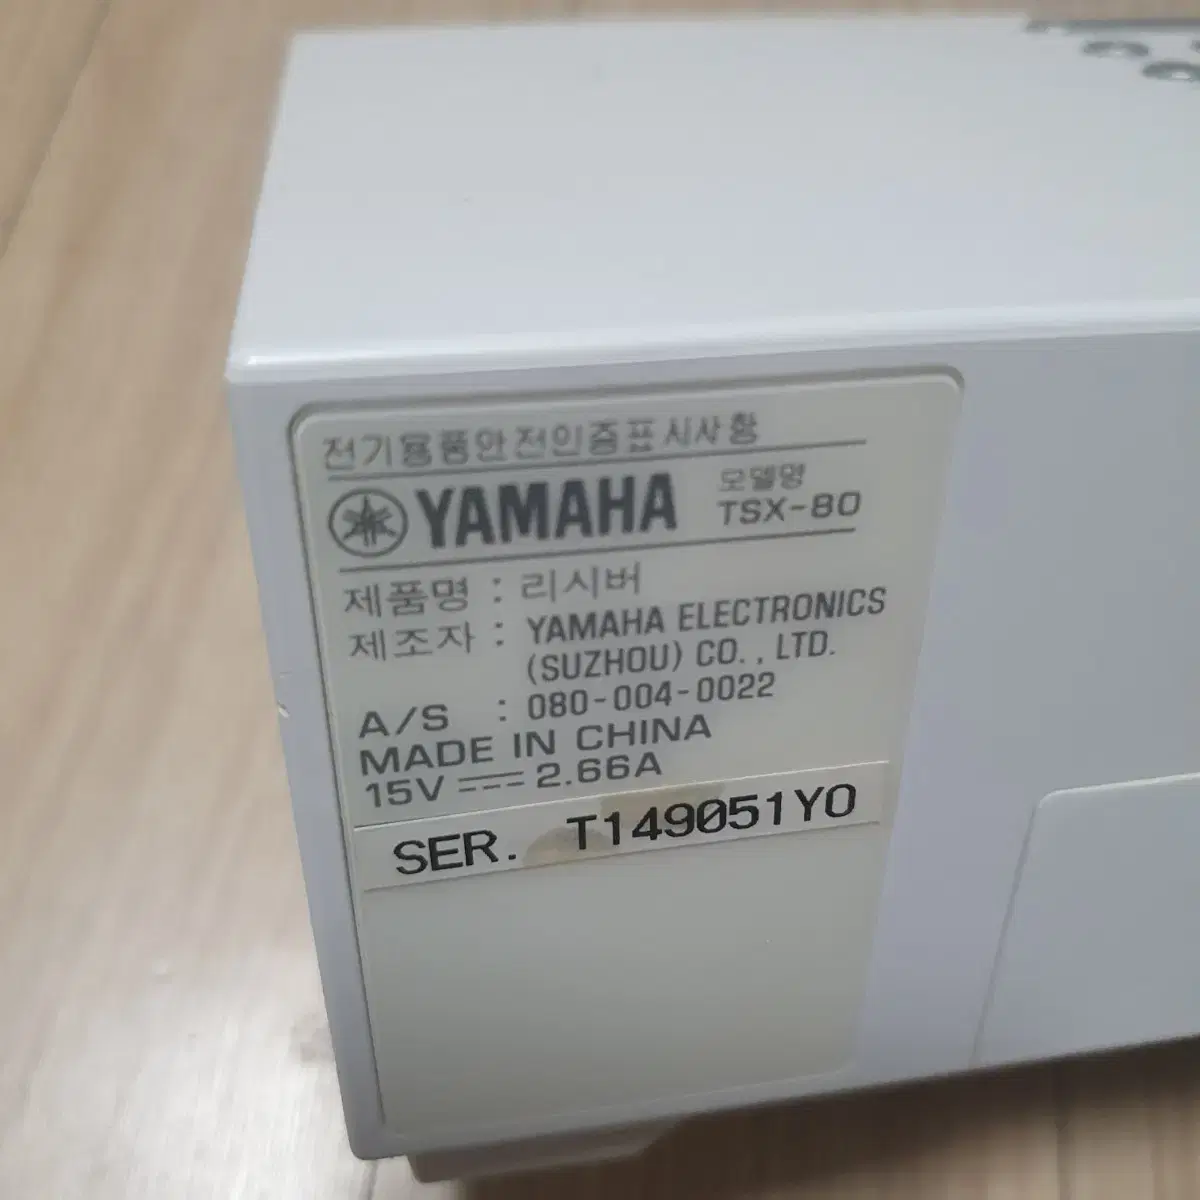 전기용품안전인증표시사항
YAMAHA 모델명 TSX-80
제품명 : 리시버
제조자 : YAMAHA ELECTRONICS
(SUZHOU) CO., LTD.
A/S : 080-004-0022
MADE IN CHINA
15V 2.66A
SER. T149051Y0